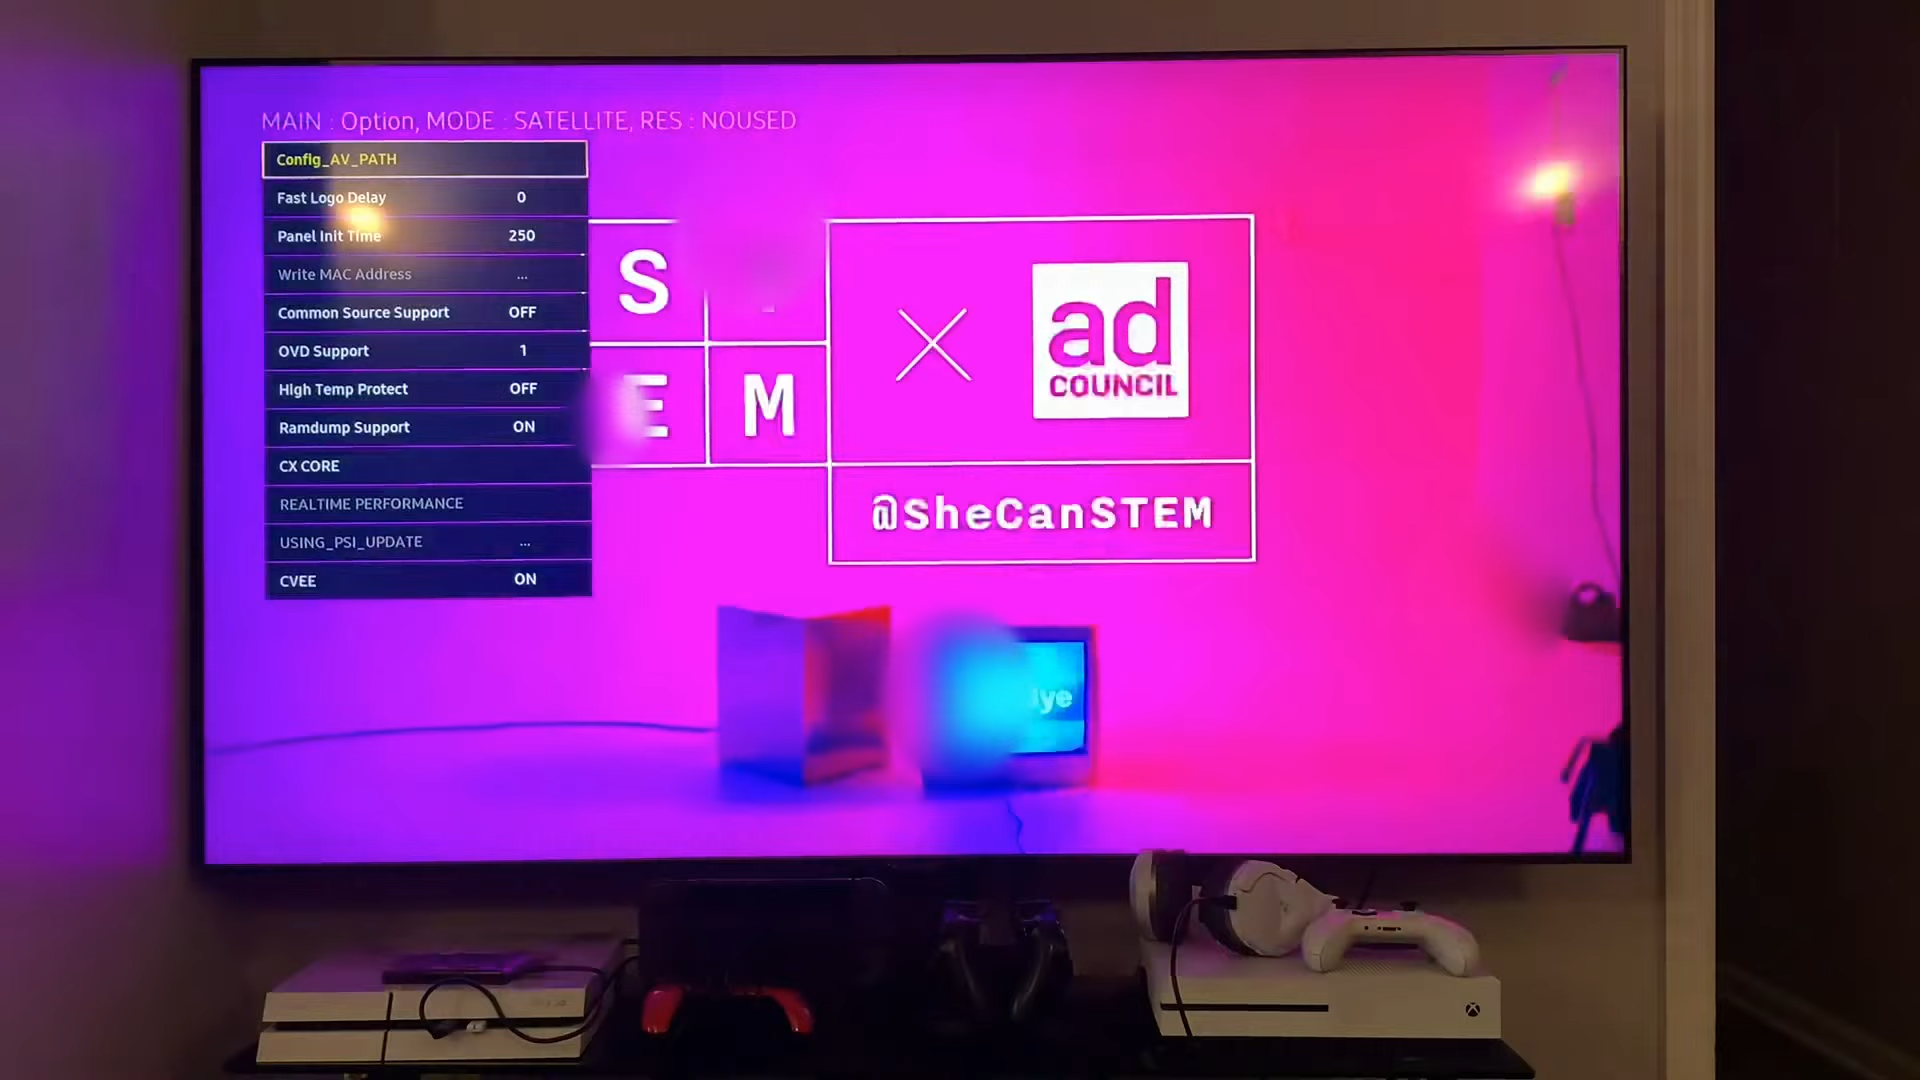 MAIN : Option, MODE : SATELLITE, RES : NOUSED
Config_AV_PATH
Fast Logo Delay 0
Panel Init Time 250
Write MAC Address ...
Common Source Support OFF
OVD Support 1
High Temp Protect OFF
Ramdump Support ON
CX CORE
REALTIME PERFORMANCE
USING_PSI_UPDATE ...
CVEE ON
S
E M
ad
COUNCIL
@SheCanSTEM